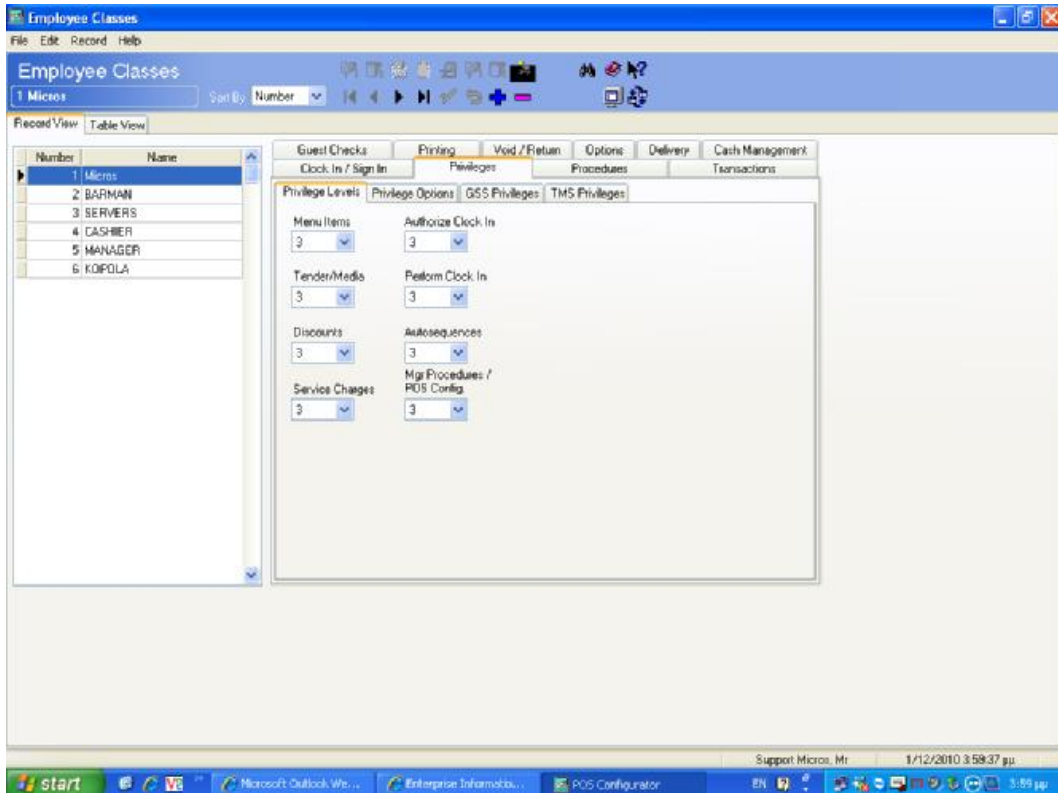 Employee Classes
File Edit Record Help
Employee Classes
1 Micros
Sort By Number
Record View Table View
Number Name
1 Micros
2 BARMAN
3 SERVERS
4 CASHIER
5 MANAGER
6 KOPOLA
Guest Checks Printing Void / Return Options Delivery Cash Management
Clock In / Sign In Privileges Procedures Transactions
Privilege Levels Privilege Options GSS Privileges TMS Privileges
Menu Items Authorize Clock In
3 3
Tender/Media Perform Clock In
3 3
Discounts Autosequences
3 3
Service Charges Mgr Procedures / POS Config.
3 3
Support Micros, Mr 1/12/2010 3:59:37 μμ
start Microsoft Outlook We... Enterprise Informatio... POS Configurator EN 3:59 μμ